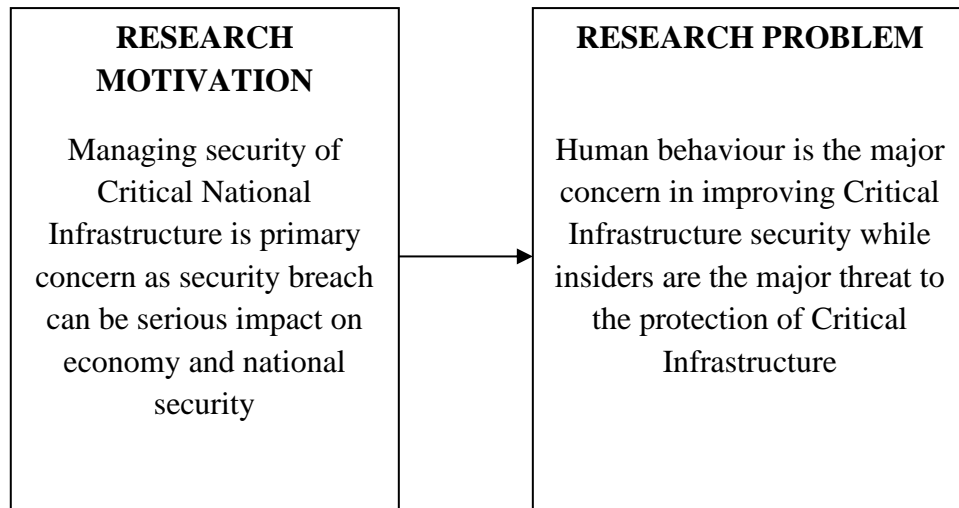 RESEARCH
MOTIVATION
Managing security of
Critical National
Infrastructure is primary
concern as security breach
can be serious impact on
economy and national
security
RESEARCH PROBLEM
Human behaviour is the major
concern in improving Critical
Infrastructure security while
insiders are the major threat to
the protection of Critical
Infrastructure